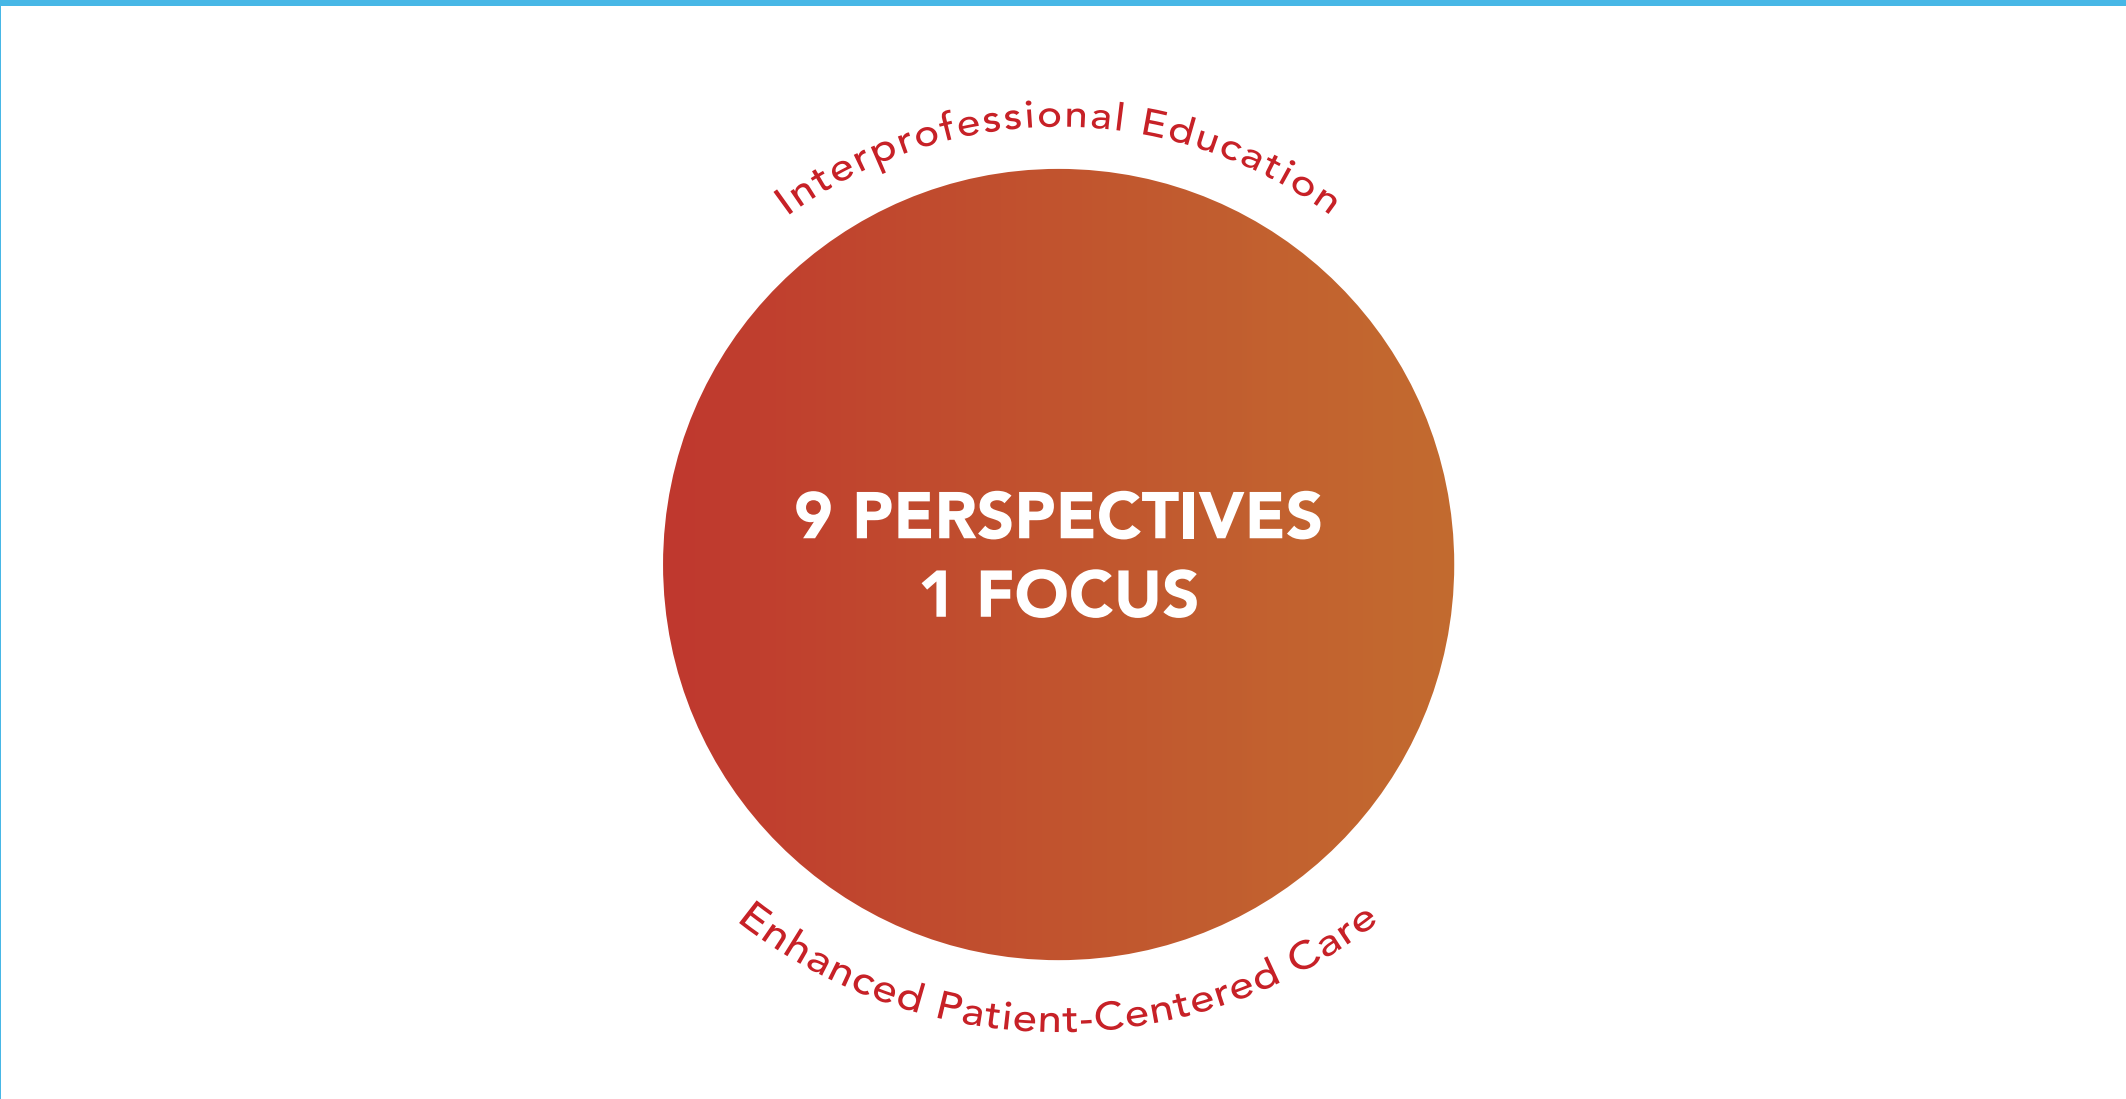 Interprofessional Education
9 PERSPECTIVES
1 FOCUS
Enhanced Patient-Centered Care